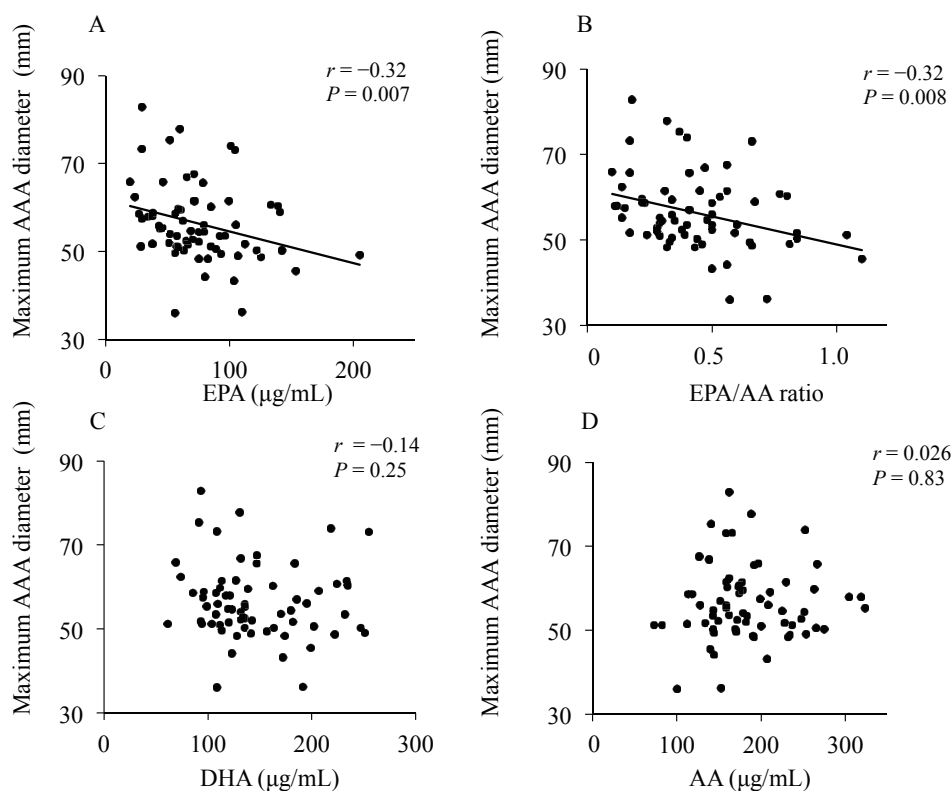 A
Maximum AAA diameter (mm)
r = −0.32
P = 0.007
90
70
50
30
0
100
200
EPA (μg/mL)
B
Maximum AAA diameter (mm)
r = −0.32
P = 0.008
90
70
50
30
0
0.5
1.0
EPA/AA ratio
C
Maximum AAA diameter (mm)
r = −0.14
P = 0.25
90
70
50
30
0
100
200
300
DHA (μg/mL)
D
Maximum AAA diameter (mm)
r = 0.026
P = 0.83
90
70
50
30
0
100
200
300
AA (μg/mL)